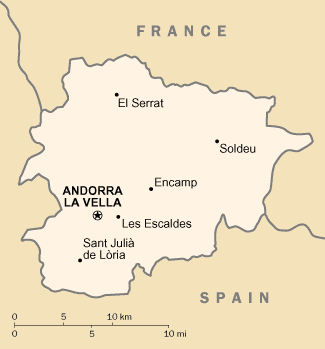 FRANCE
El Serrat
Soldeu
Encamp
ANDORRA
LA VELLA
Les Escaldes
Sant Julià
de Lòria
SPAIN
0 5 10 km
0 5 10 mi